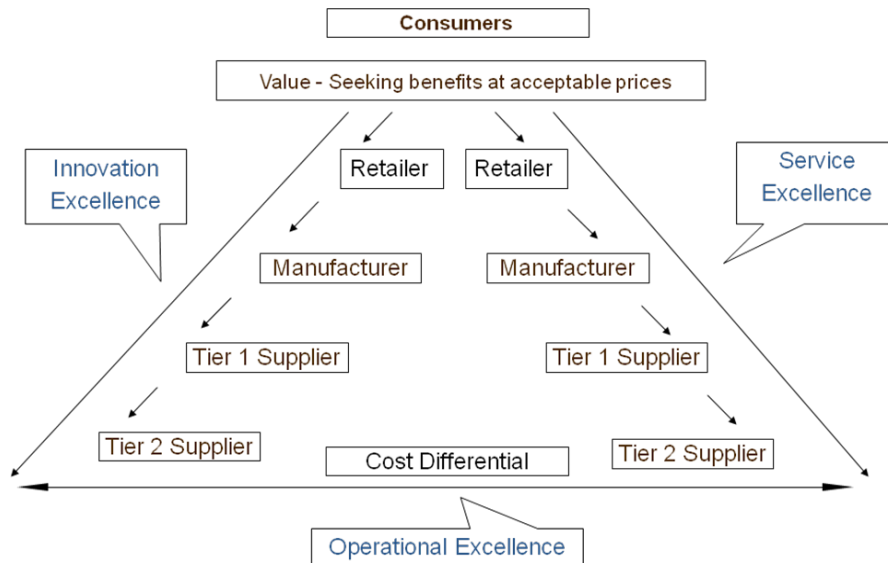 Consumers
Value - Seeking benefits at acceptable prices
Innovation
Excellence
Retailer
Retailer
Service
Excellence
Manufacturer
Manufacturer
Tier 1 Supplier
Tier 1 Supplier
Tier 2 Supplier
Tier 2 Supplier
Cost Differential
Operational Excellence